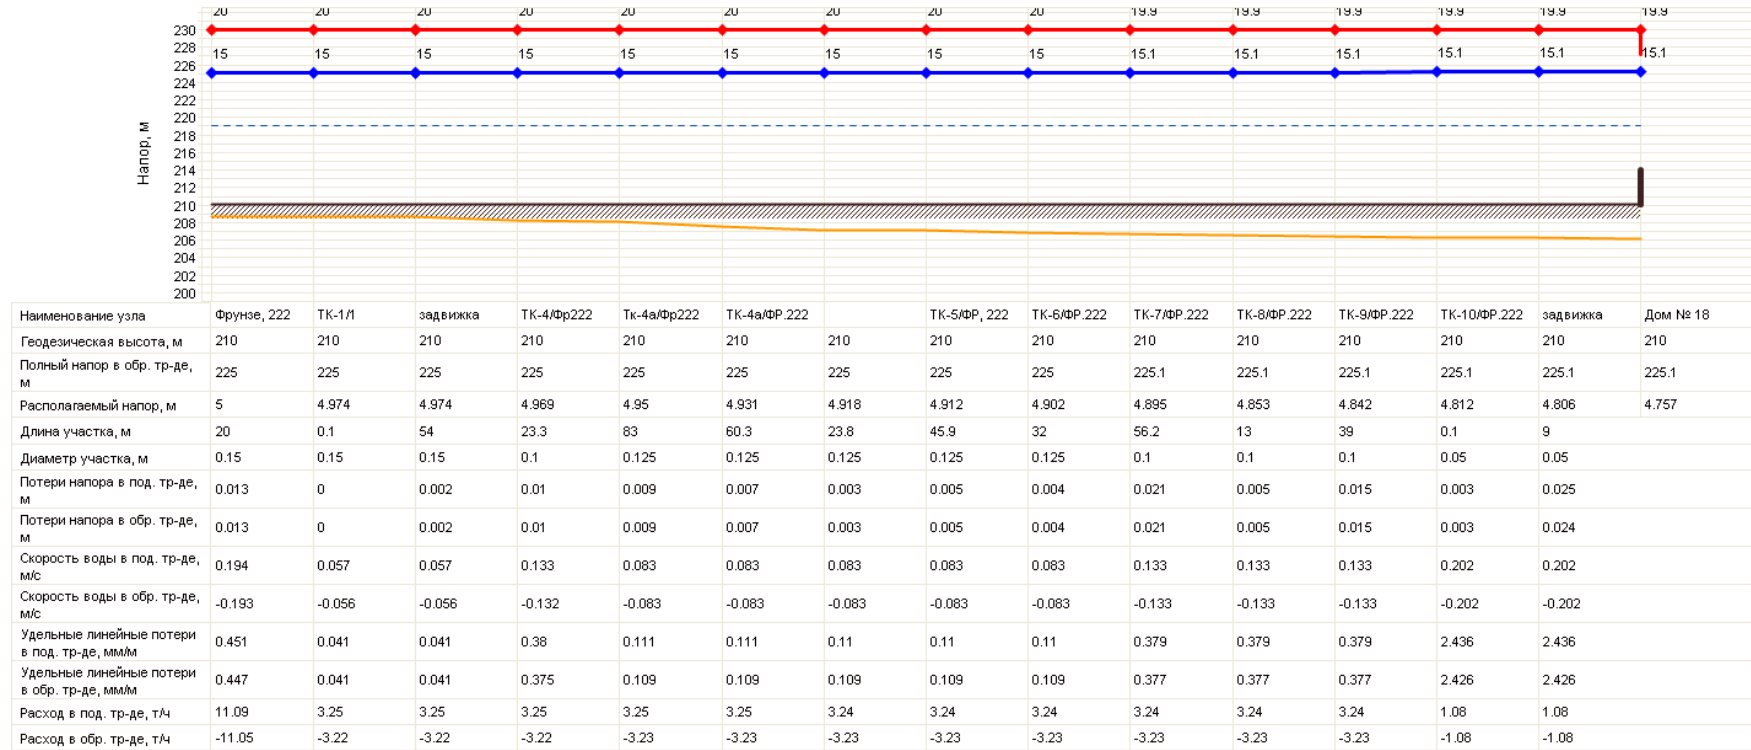 20 20 20 20 20 20 20 20 20 19.9 19.9 19.9 19.9 19.9 19.9
230
228
15 15 15 15 15 15 15 15 15 15.1 15.1 15.1 15.1 15.1 15.1
226
224
222
220
218
216
214
212
210
208
206
204
202
200
Напор, м
Наименование узла Фрунзе, 222 ТК-1/1 задвижка ТК-4/Фр222 Тк-4а/Фр222 ТК-4а/ФР.222 ТК-5/ФР, 222 ТК-6/ФР.222 ТК-7/ФР.222 ТК-8/ФР.222 ТК-9/ФР.222 ТК-10/ФР.222 задвижка Дом № 18
Геодезическая высота, м 210 210 210 210 210 210 210 210 210 210 210 210 210 210 210
Полный напор в обр. тр-де,
м 225 225 225 225 225 225 225 225 225 225.1 225.1 225.1 225.1 225.1 225.1
Располагаемый напор, м 5 4.974 4.974 4.969 4.95 4.931 4.918 4.912 4.902 4.895 4.853 4.842 4.812 4.806 4.757
Длина участка, м 20 0.1 54 23.3 83 60.3 23.8 45.9 32 56.2 13 39 0.1 9
Диаметр участка, м 0.15 0.15 0.15 0.1 0.125 0.125 0.125 0.125 0.125 0.1 0.1 0.1 0.05 0.05
Потери напора в под. тр-де,
м 0.013 0 0.002 0.01 0.009 0.007 0.003 0.005 0.004 0.021 0.005 0.015 0.003 0.025
Потери напора в обр. тр-де,
м 0.013 0 0.002 0.01 0.009 0.007 0.003 0.005 0.004 0.021 0.005 0.015 0.003 0.024
Скорость воды в под. тр-де,
м/с 0.194 0.057 0.057 0.133 0.083 0.083 0.083 0.083 0.083 0.133 0.133 0.133 0.202 0.202
Скорость воды в обр. тр-де,
м/с -0.193 -0.056 -0.056 -0.132 -0.083 -0.083 -0.083 -0.083 -0.083 -0.133 -0.133 -0.133 -0.202 -0.202
Удельные линейные потери
в под. тр-де, мм/м 0.451 0.041 0.041 0.38 0.111 0.111 0.11 0.11 0.11 0.379 0.379 0.379 2.436 2.436
Удельные линейные потери
в обр. тр-де, мм/м 0.447 0.041 0.041 0.375 0.109 0.109 0.109 0.109 0.109 0.377 0.377 0.377 2.426 2.426
Расход в под. тр-де, т/ч 11.09 3.25 3.25 3.25 3.25 3.25 3.24 3.24 3.24 3.24 3.24 3.24 1.08 1.08
Расход в обр. тр-де, т/ч -11.05 -3.22 -3.22 -3.22 -3.23 -3.23 -3.23 -3.23 -3.23 -3.23 -3.23 -3.23 -1.08 -1.08